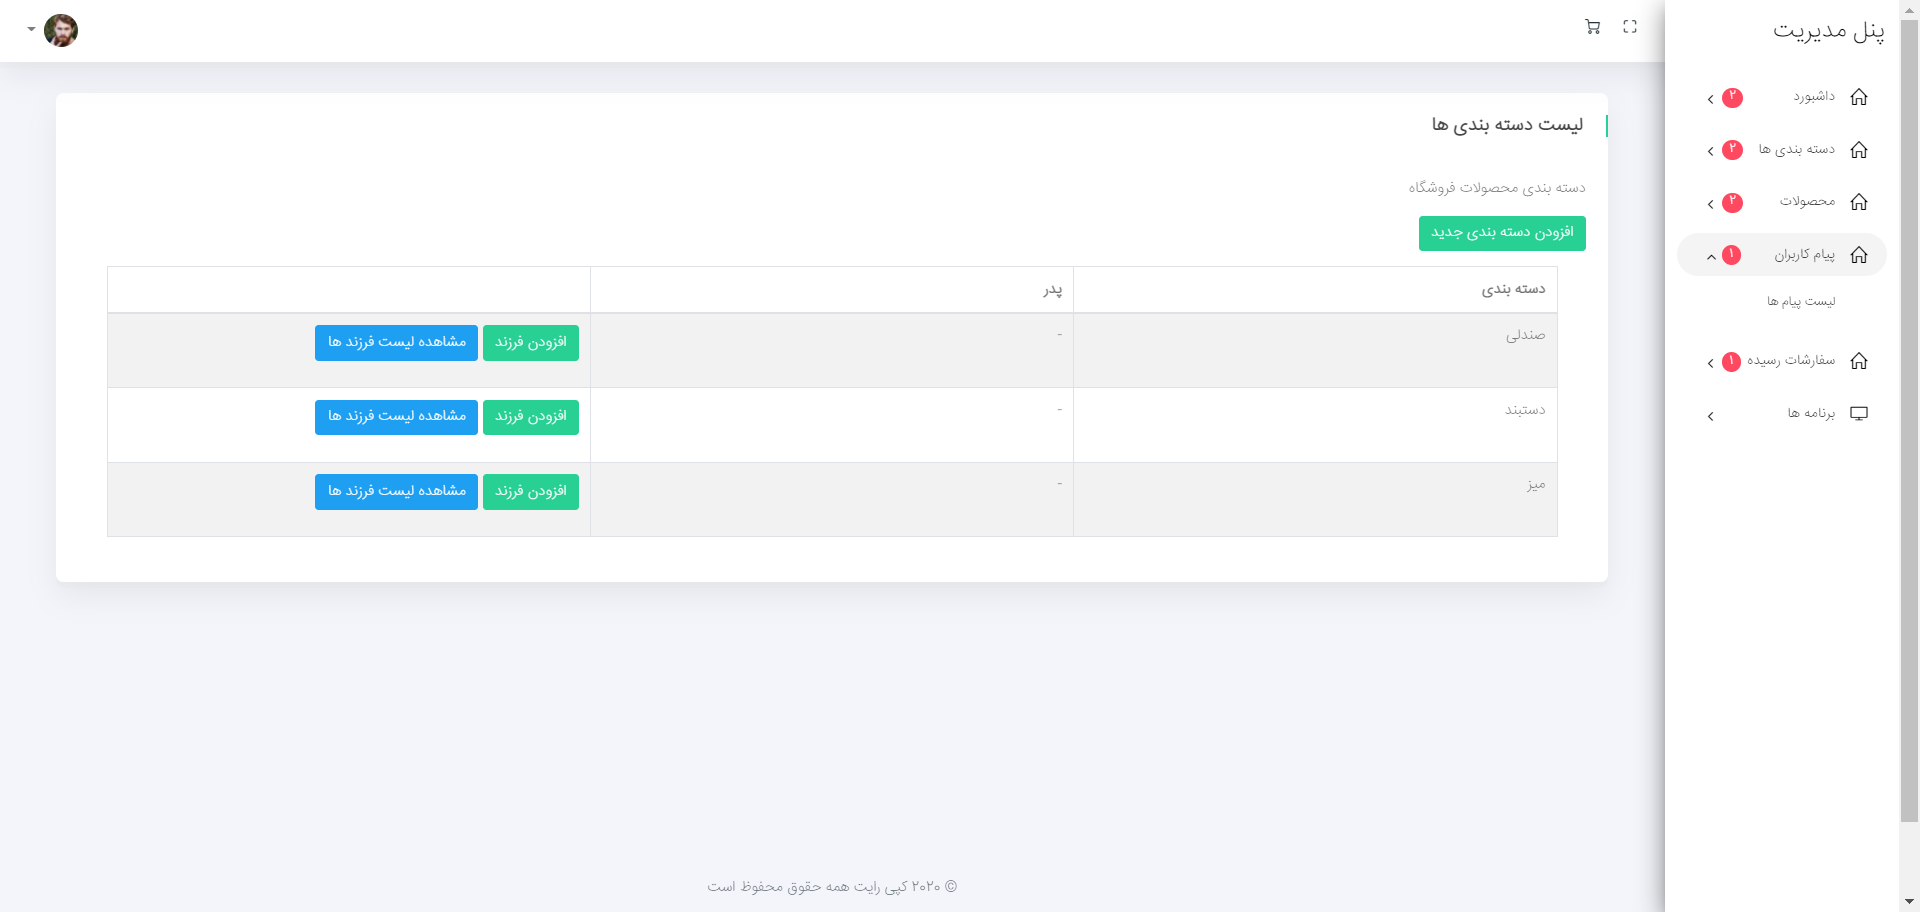 پنل مدیریت
داشبورد ۲
دسته بندی ها ۲
محصولات ۲
پیام کاربران ۱
لیست پیام ها
سفارشات رسیده ۱
برنامه ها
لیست دسته بندی ها
دسته بندی محصولات فروشگاه
افزودن دسته بندی جدید
دسته بندی پدر
صندلی - افزودن فرزند مشاهده لیست فرزند ها
دستبند - افزودن فرزند مشاهده لیست فرزند ها
میز - افزودن فرزند مشاهده لیست فرزند ها
© ۲۰۲۰ کپی رایت همه حقوق محفوظ است